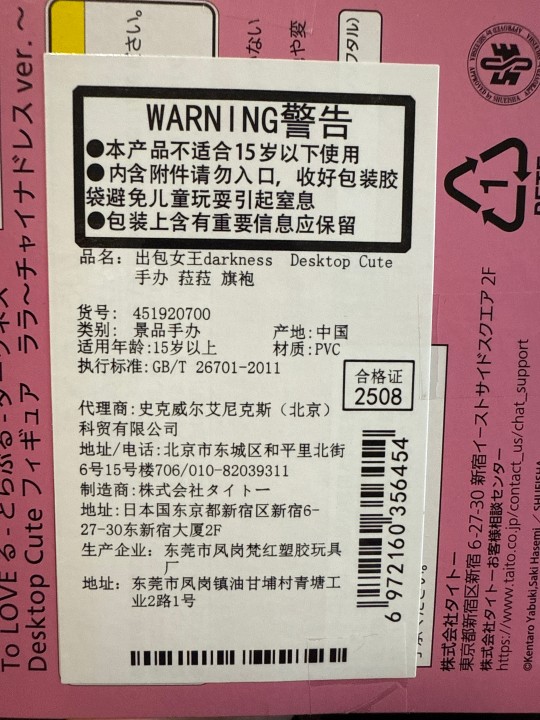 WARNING警告
●本产品不适合15岁以下使用
●内含附件请勿入口，收好包装胶
袋避免儿童玩耍引起窒息
●包装上含有重要信息应保留
品名：出包女王darkness Desktop Cute
手办 菈菈 旗袍
货号：451920700
类别：景品手办 产地:中国
适用年龄:15岁以上 材质:PVC
执行标准:GB/T 26701-2011
合格证
2508
代理商:史克威尔艾尼克斯（北京）
科贸有限公司
地址/电话:北京市东城区和平里北街
6号15号楼706/010-82039311
制造商:株式会社タイトー
地址:日本国东京都新宿区新宿6-
27-30东新宿大厦2F
生产企业：东莞市凤岗梵红塑胶玩具
厂
地址：东莞市凤岗镇油甘埔村青塘工
业2路1号
6 972160 356454
To LOVEる -とらぶる- ダークネス
Desktop Cute フィギュア ララ～チャイナドレス ver.～
さい。
ない
や変
フタル)
1
株式会社タイトー
東京都新宿区新宿 6-27-30 新宿イーストサイドスクエア 2F
株式会社タイトーお客様相談センター
https://www.taito.co.jp/contact_us/chat_support
©Kentaro Yabuki,Saki Hasemi / SHUEISHA